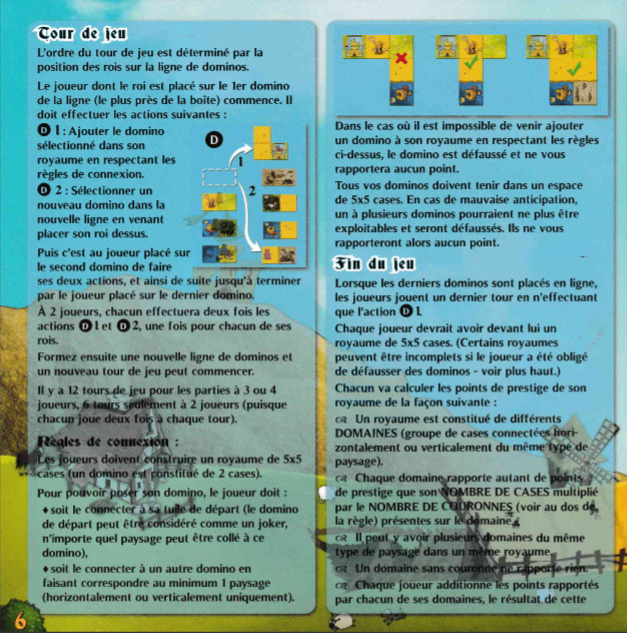 Tour de jeu
L'ordre du tour de jeu est déterminé par la
position des rois sur la ligne de dominos.
Le joueur dont le roi est placé sur le 1er domino
de la ligne (le plus près de la boîte) commence. Il
doit effectuer les actions suivantes :
D 1 : Ajouter le domino
sélectionné dans son
royaume en respectant les
règles de connexion.
D 2 : Sélectionner un
nouveau domino dans la
nouvelle ligne en venant
placer son roi dessus.
D
1
2
Puis c'est au joueur placé sur
le second domino de faire
ses deux actions, et ainsi de suite jusqu'à terminer
par le joueur placé sur le dernier domino.
À 2 joueurs, chacun effectuera deux fois les
actions D 1 et D 2, une fois pour chacun de ses
rois.
Formez ensuite une nouvelle ligne de dominos et
un nouveau tour de jeu peut commencer.
Il y a 12 tours de jeu pour les parties à 3 ou 4
joueurs, 6 tours seulement à 2 joueurs (puisque
chacun joue deux fois à chaque tour).
Règles de connexion :
Les joueurs doivent construire un royaume de 5x5
cases (un domino est constitué de 2 cases).
Pour pouvoir poser son domino, le joueur doit :
♦ soit le connecter à sa tuile de départ (le domino
de départ peut être considéré comme un joker,
n'importe quel paysage peut être collé à ce
domino),
♦ soit le connecter à un autre domino en
faisant correspondre au minimum 1 paysage
(horizontalement ou verticalement uniquement).
6
Dans le cas où il est impossible de venir ajouter
un domino à son royaume en respectant les règles
ci-dessus, le domino est défaussé et ne vous
rapportera aucun point.
Tous vos dominos doivent tenir dans un espace
de 5x5 cases. En cas de mauvaise anticipation,
un à plusieurs dominos pourraient ne plus être
exploitables et seront défaussés. Ils ne vous
rapporteront alors aucun point.
Fin du jeu
Lorsque les derniers dominos sont placés en ligne,
les joueurs jouent un dernier tour en n'effectuant
que l'action D 1.
Chaque joueur devrait avoir devant lui un
royaume de 5x5 cases. (Certains royaumes
peuvent être incomplets si le joueur a été obligé
de défausser des dominos - voir plus haut.)
Chacun va calculer les points de prestige de son
royaume de la façon suivante :
Un royaume est constitué de différents
DOMAINES (groupe de cases connectées hori-
zontalement ou verticalement du même type de
paysage).
Chaque domaine rapporte autant de points
de prestige que son NOMBRE DE CASES multiplié
par le NOMBRE DE COURONNES (voir au dos de
la règle) présentes sur le domaine.
Il peut y avoir plusieurs domaines du même
type de paysage dans un même royaume.
Un domaine sans couronne ne rapporte rien.
Chaque joueur additionne les points rapportés
par chacun de ses domaines, le résultat de cette